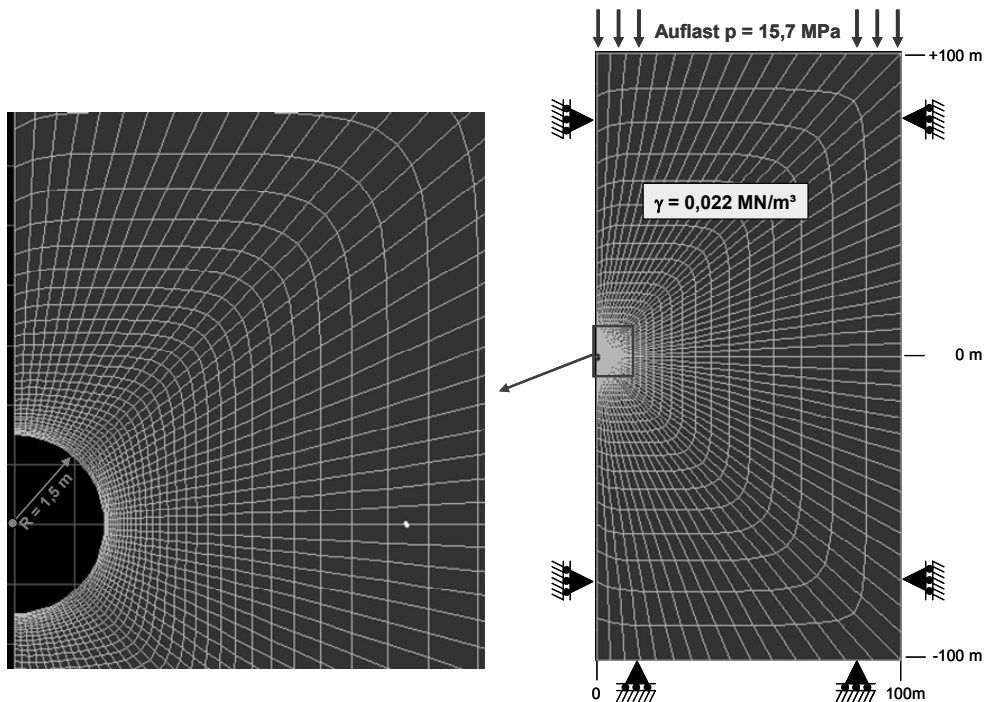 Auflast p = 15,7 MPa
+100 m
γ = 0,022 MN/m³
0 m
R = 1,5 m
-100 m
0
100m